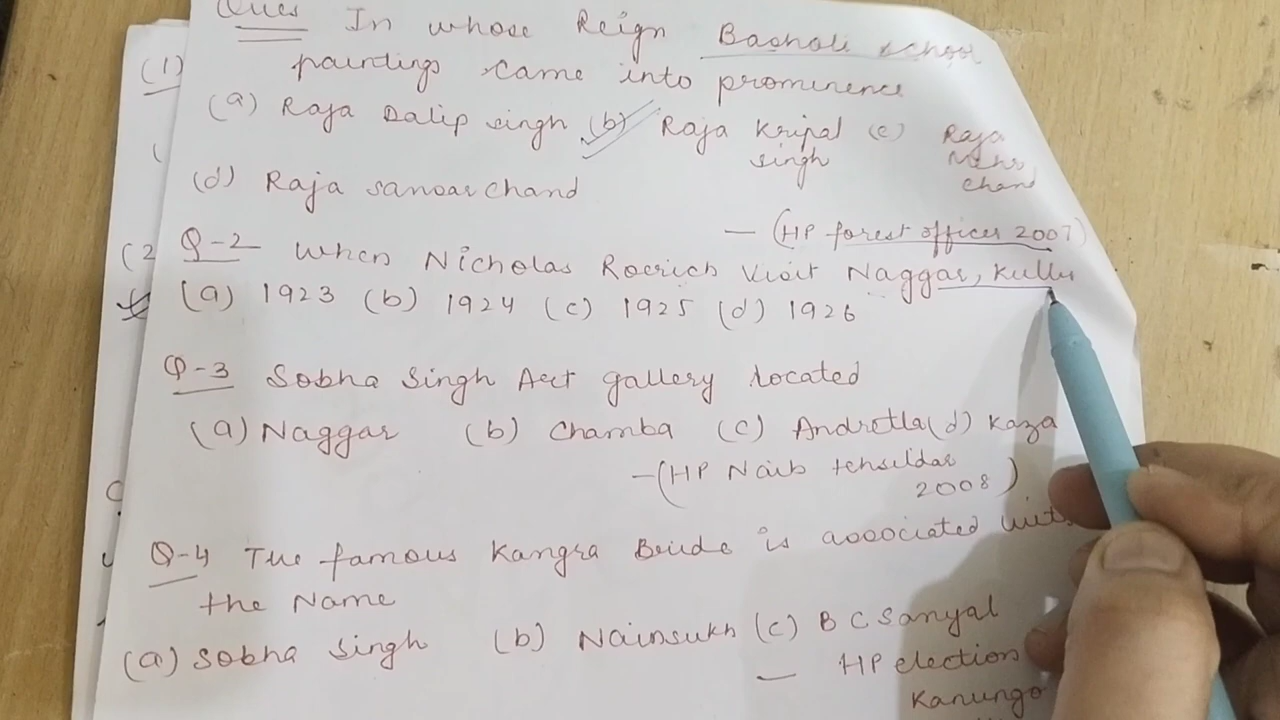 Ques In whose Reign Basholi school
paintings came into prominence
(a) Raja Dalip singh (b) Raja Kripal singh (c) Raja chand
(d) Raja sansarchand
— (HP forest officer 2007)
Q-2 When Nicholas Roerich visit Naggar, Kullu
(a) 1923 (b) 1924 (c) 1925 (d) 1926
Q-3 Sobha Singh Art gallery located
(a) Naggar (b) Chamba (c) Andretta (d) Kaza
—(HP Naib tehsildar 2008)
Q-4 The famous Kangra Bride is associated with
the Name
(a) Sobha Singh (b) Nainsukh (c) B C Sanyal
— HP election
Kanungo
(1)
(2